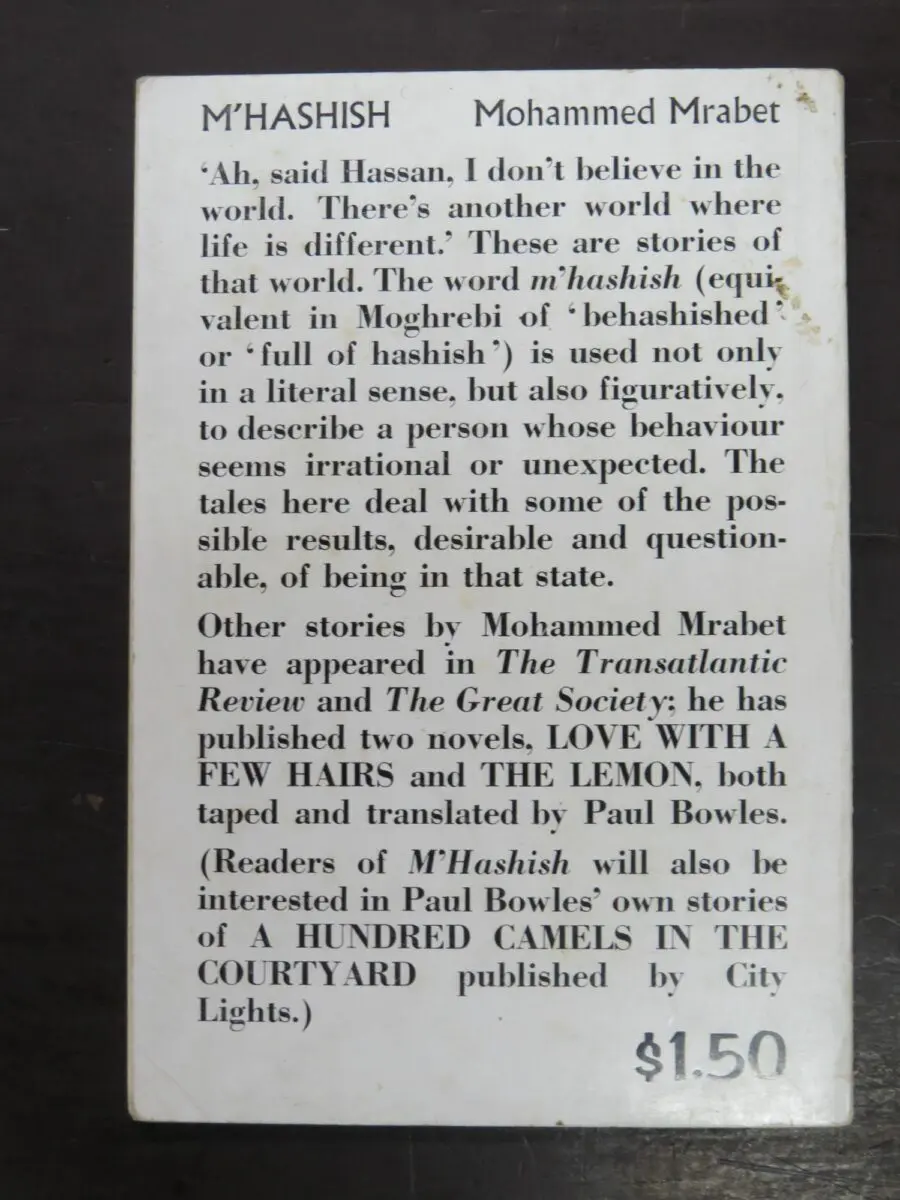 M'HASHISH Mohammed Mrabet
‘Ah, said Hassan, I don’t believe in the
world. There’s another world where
life is different.’ These are stories of
that world. The word m’hashish (equi-
valent in Moghrebi of ‘behashished’
or ‘full of hashish’) is used not only
in a literal sense, but also figuratively,
to describe a person whose behaviour
seems irrational or unexpected. The
tales here deal with some of the pos-
sible results, desirable and question-
able, of being in that state.
Other stories by Mohammed Mrabet
have appeared in The Transatlantic
Review and The Great Society; he has
published two novels, LOVE WITH A
FEW HAIRS and THE LEMON, both
taped and translated by Paul Bowles.
(Readers of M’Hashish will also be
interested in Paul Bowles’ own stories
of A HUNDRED CAMELS IN THE
COURTYARD published by City
Lights.)
$1.50